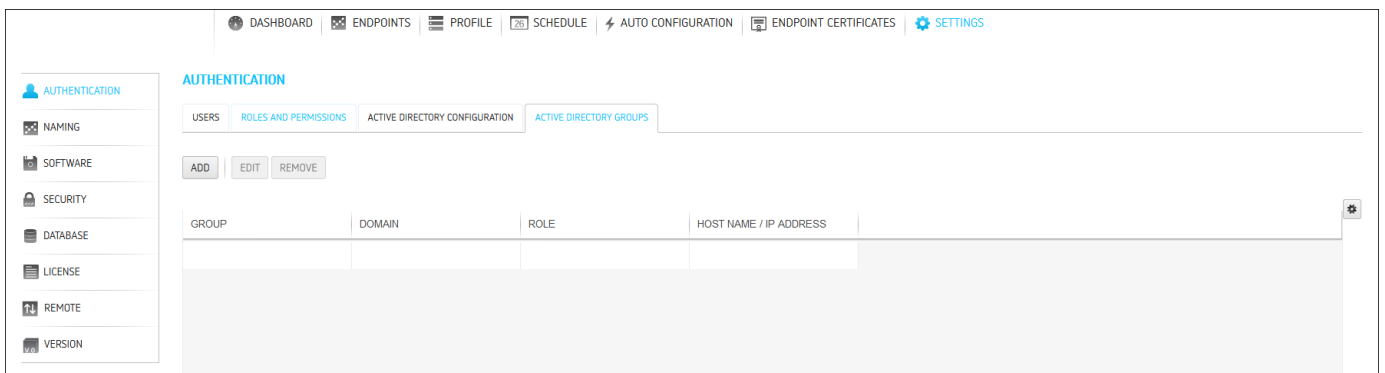 DASHBOARD ENDPOINTS PROFILE 26 SCHEDULE AUTO CONFIGURATION ENDPOINT CERTIFICATES SETTINGS
AUTHENTICATION
NAMING
SOFTWARE
SECURITY
DATABASE
LICENSE
REMOTE
VERSION
AUTHENTICATION
USERS ROLES AND PERMISSIONS ACTIVE DIRECTORY CONFIGURATION ACTIVE DIRECTORY GROUPS
ADD EDIT REMOVE
GROUP DOMAIN ROLE HOST NAME / IP ADDRESS